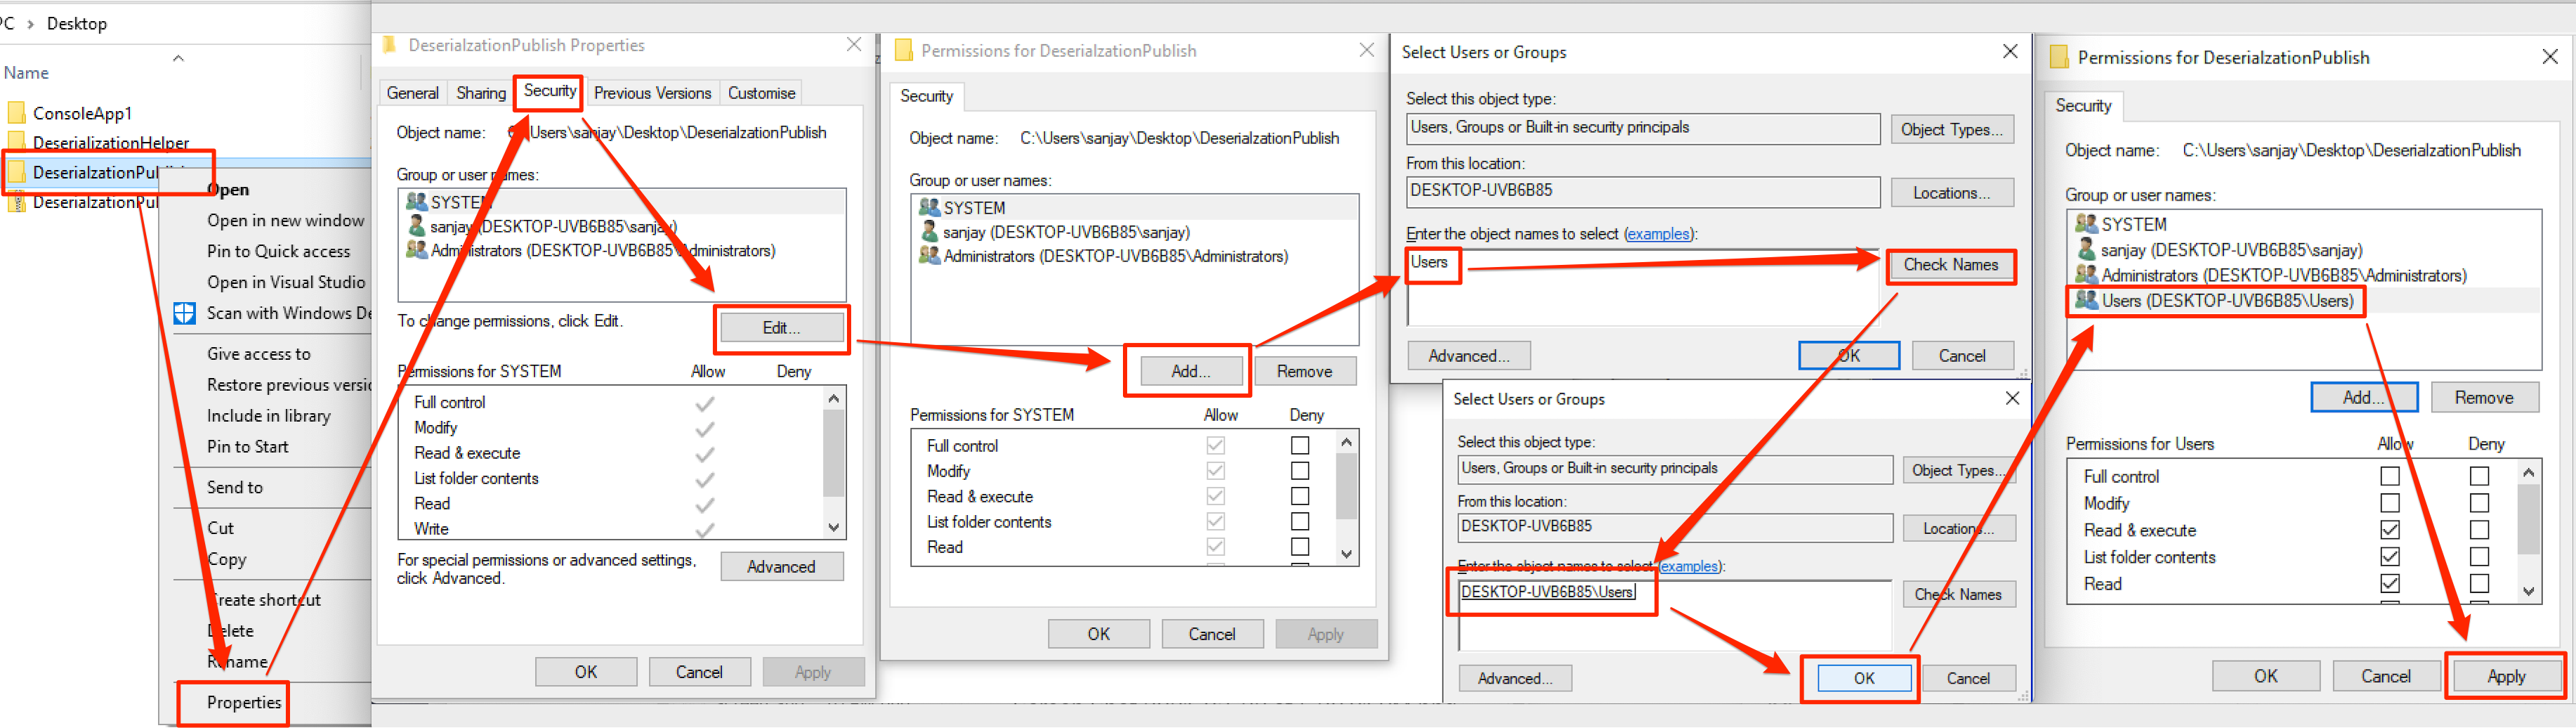 PC > Desktop
Name
ConsoleApp1
DeserializationHelper
DeserialzationPubli
DeserialzationPul
Open
Open in new window
Pin to Quick access
Open in Visual Studio
Scan with Windows De
Give access to
Restore previous versic
Include in library
Pin to Start
Send to
Cut
Copy
Create shortcut
Delete
Rename
Properties
DeserialzationPublish Properties
General Sharing Security Previous Versions Customise
Object name: C:\Users\sanjay\Desktop\DeserialzationPublish
Group or user names:
SYSTEM
sanjay (DESKTOP-UVB6B85\sanjay)
Administrators (DESKTOP-UVB6B85\Administrators)
To change permissions, click Edit.
Edit...
Permissions for SYSTEM Allow Deny
Full control
Modify
Read & execute
List folder contents
Read
Write
For special permissions or advanced settings,
click Advanced.
Advanced
OK Cancel Apply
Permissions for DeserialzationPublish
Security
Object name: C:\Users\sanjay\Desktop\DeserialzationPublish
Group or user names:
SYSTEM
sanjay (DESKTOP-UVB6B85\sanjay)
Administrators (DESKTOP-UVB6B85\Administrators)
Add... Remove
Permissions for SYSTEM Allow Deny
Full control
Modify
Read & execute
List folder contents
Read
OK Cancel Apply
Select Users or Groups
Select this object type:
Users, Groups or Built-in security principals
Object Types...
From this location:
DESKTOP-UVB6B85
Locations...
Enter the object names to select (examples):
Users
Check Names
Advanced... OK Cancel
Select Users or Groups
Select this object type:
Users, Groups or Built-in security principals
Object Types...
From this location:
DESKTOP-UVB6B85
Locations...
Enter the object names to select (examples):
DESKTOP-UVB6B85\Users
Check Names
Advanced... OK Cancel
Permissions for DeserialzationPublish
Security
Object name: C:\Users\sanjay\Desktop\DeserialzationPublish
Group or user names:
SYSTEM
sanjay (DESKTOP-UVB6B85\sanjay)
Administrators (DESKTOP-UVB6B85\Administrators)
Users (DESKTOP-UVB6B85\Users)
Add... Remove
Permissions for Users Allow Deny
Full control
Modify
Read & execute
List folder contents
Read
OK Cancel Apply